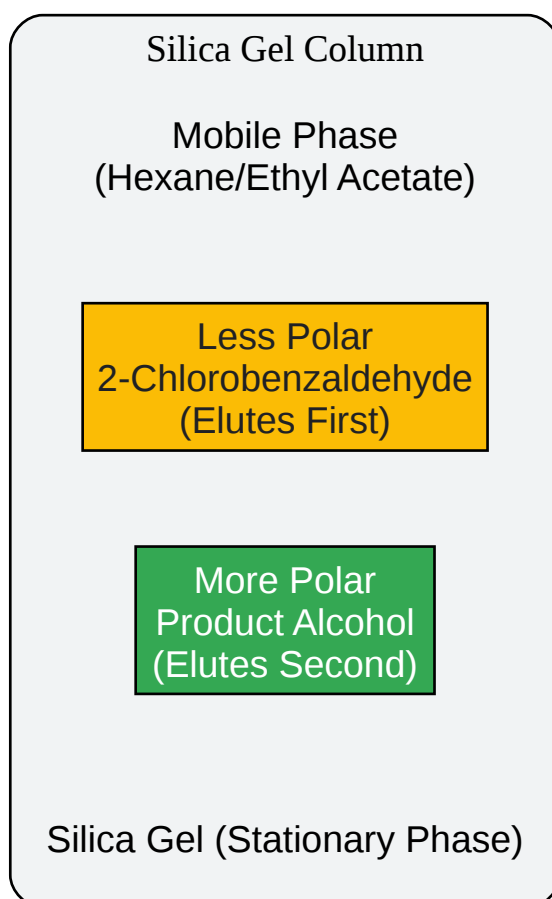 Silica Gel Column
Mobile Phase
(Hexane/Ethyl Acetate)
Less Polar
2-Chlorobenzaldehyde
(Elutes First)
More Polar
Product Alcohol
(Elutes Second)
Silica Gel (Stationary Phase)